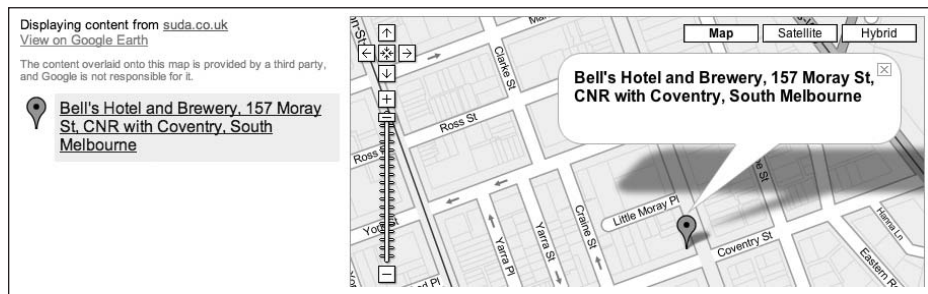 Displaying content from suda.co.uk
View on Google Earth
The content overlaid onto this map is provided by a third party,
and Google is not responsible for it.
Bell's Hotel and Brewery, 157 Moray
St, CNR with Coventry, South
Melbourne
Map
Satellite
Hybrid
Bell's Hotel and Brewery, 157 Moray St,
CNR with Coventry, South Melbourne
Clarke St
Ross St
Little Moray Pl
Craine St
Yarra St
Yarra Pl
Coventry St
Hanna Ln